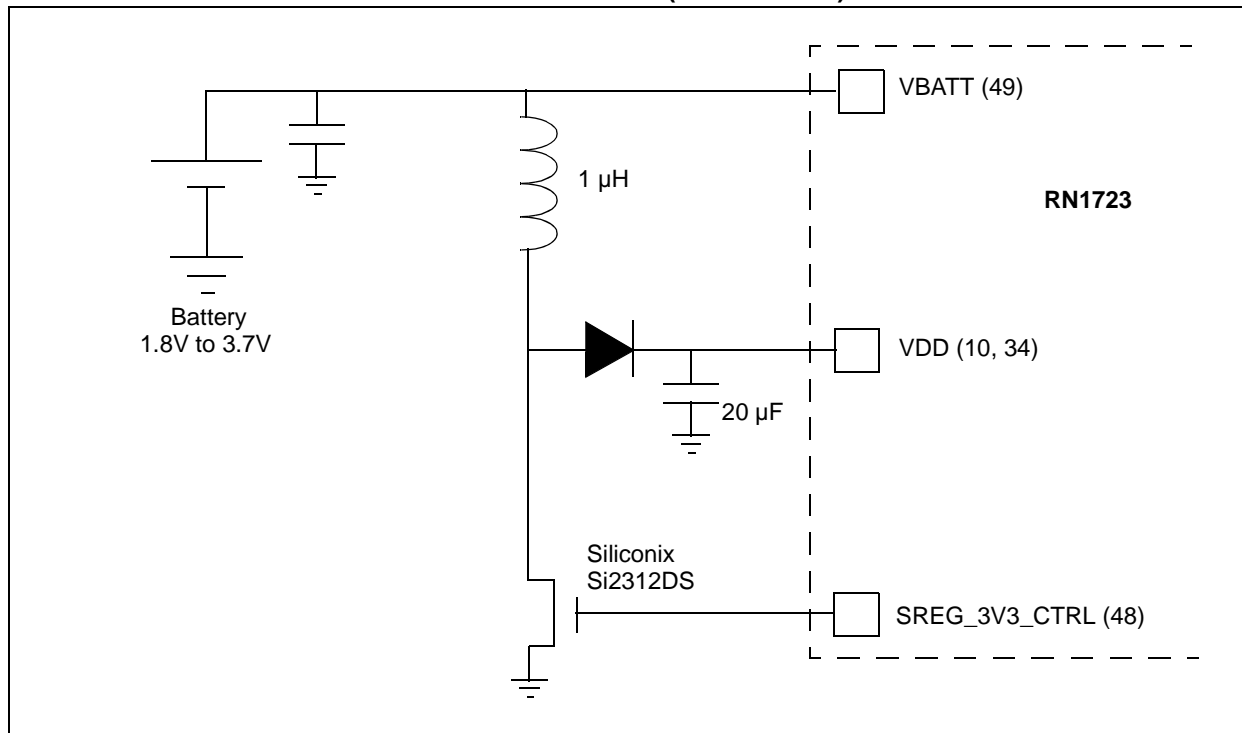 VBATT (49)
1 µH
RN1723
Battery
1.8V to 3.7V
VDD (10, 34)
20 µF
Siliconix
Si2312DS
SREG_3V3_CTRL (48)